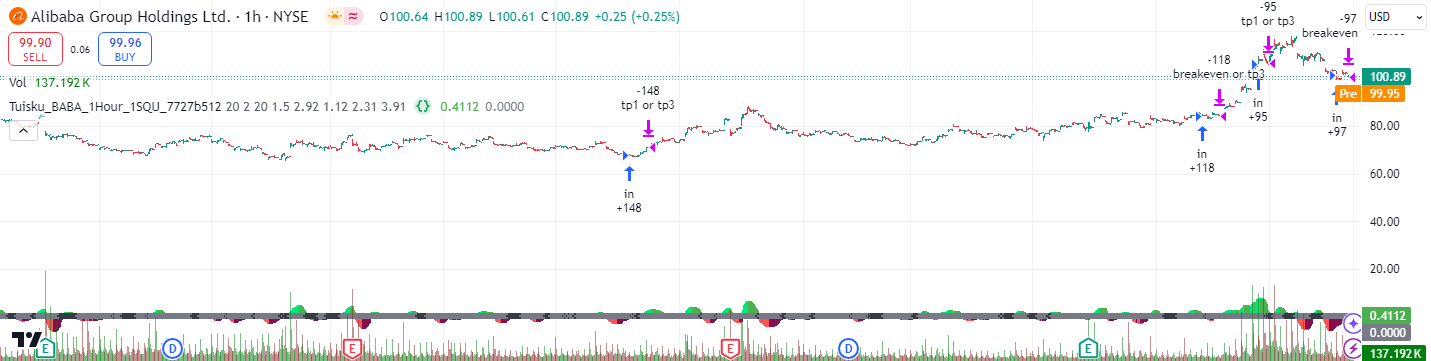 Alibaba Group Holdings Ltd. · 1h · NYSE O100.64 H100.89 L100.61 C100.89 +0.25 (+0.25%)
USD
99.90
SELL
0.06
99.96
BUY
Vol 137.192 K
Tuisku_BABA_1Hour_1SQU_7727b512 20 2 20 1.5 2.92 1.12 2.31 3.91 {} 0.4112 0.0000
-148
tp1 or tp3
in
+148
-118
breakeven or tp3
in
+118
-95
tp1 or tp3
in
+95
-97
breakeven
in
+97
100.89
Pre 99.95
80.00
60.00
40.00
20.00
0.4112
0.0000
137.192 K
E
D
E
E
D
E